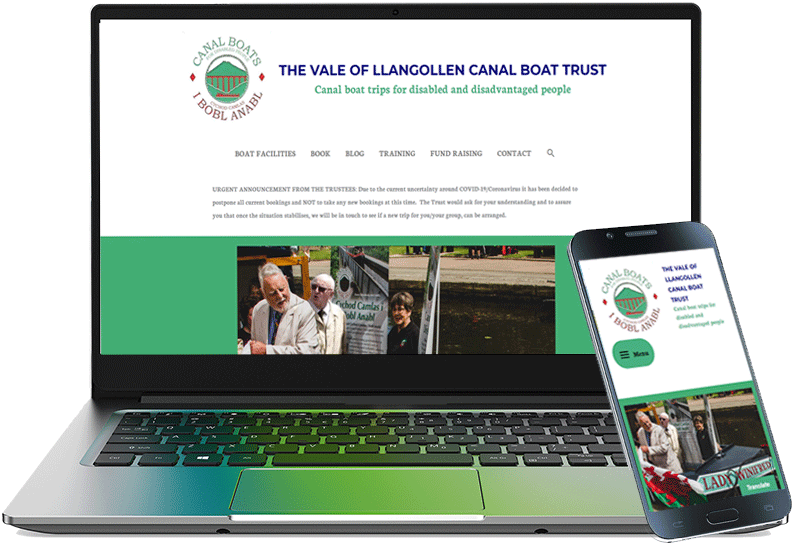 CANAL BOATS
FOR DISABLED PEOPLE
CYCHOD CAMLAS
I BOBL ANABL
THE VALE OF LLANGOLLEN CANAL BOAT TRUST
Canal boat trips for disabled and disadvantaged people
BOAT FACILITIES BOOK BLOG TRAINING FUND RAISING CONTACT
URGENT ANNOUNCEMENT FROM THE TRUSTEES: Due to the current uncertainty around COVID-19/Coronavirus it has been decided to
postpone all current bookings and NOT to take any new bookings at this time. The Trust would ask for your understanding and to assure
you that once the situation stabilises, we will be in touch to see if a new trip for you/your group, can be arranged.
Cychod Camlas i
Bobl Anabl
CANAL BOATS
I BOBL ANABL
THE VALE OF
LLANGOLLEN
CANAL BOAT
TRUST
Canal boat trips for
disabled and
disadvantaged people
Menu
LADY WINIFRED
Translate